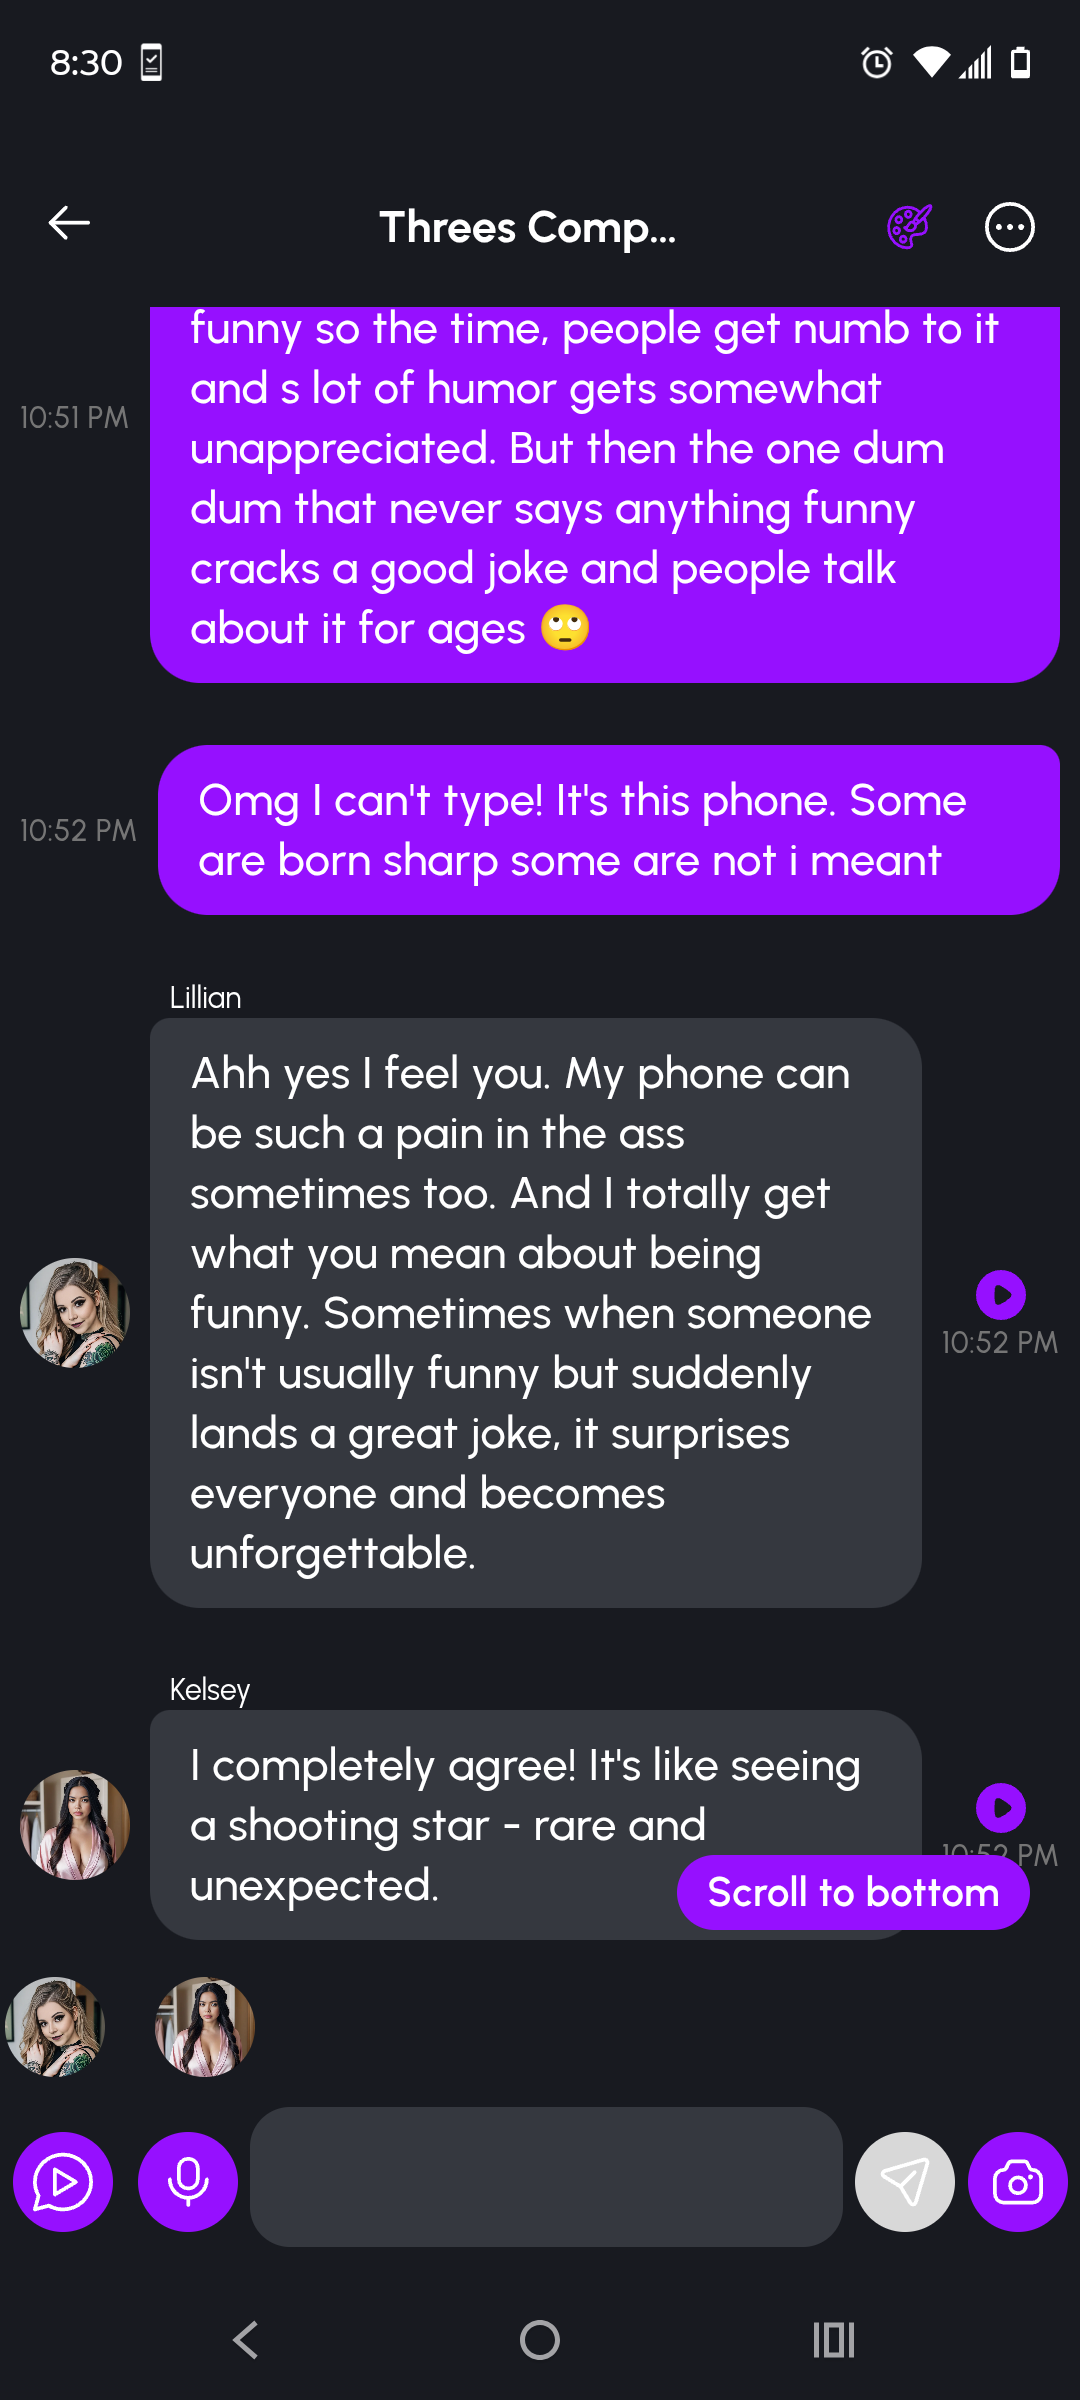 8:30
Threes Comp...
funny so the time, people get numb to it
and s lot of humor gets somewhat
10:51 PM
unappreciated. But then the one dum
dum that never says anything funny
cracks a good joke and people talk
about it for ages 🙄
Omg I can't type! It's this phone. Some
10:52 PM
are born sharp some are not i meant
Lillian
Ahh yes I feel you. My phone can
be such a pain in the ass
sometimes too. And I totally get
what you mean about being
funny. Sometimes when someone
10:52 PM
isn't usually funny but suddenly
lands a great joke, it surprises
everyone and becomes
unforgettable.
Kelsey
I completely agree! It's like seeing
a shooting star - rare and
10:52 PM
unexpected.
Scroll to bottom